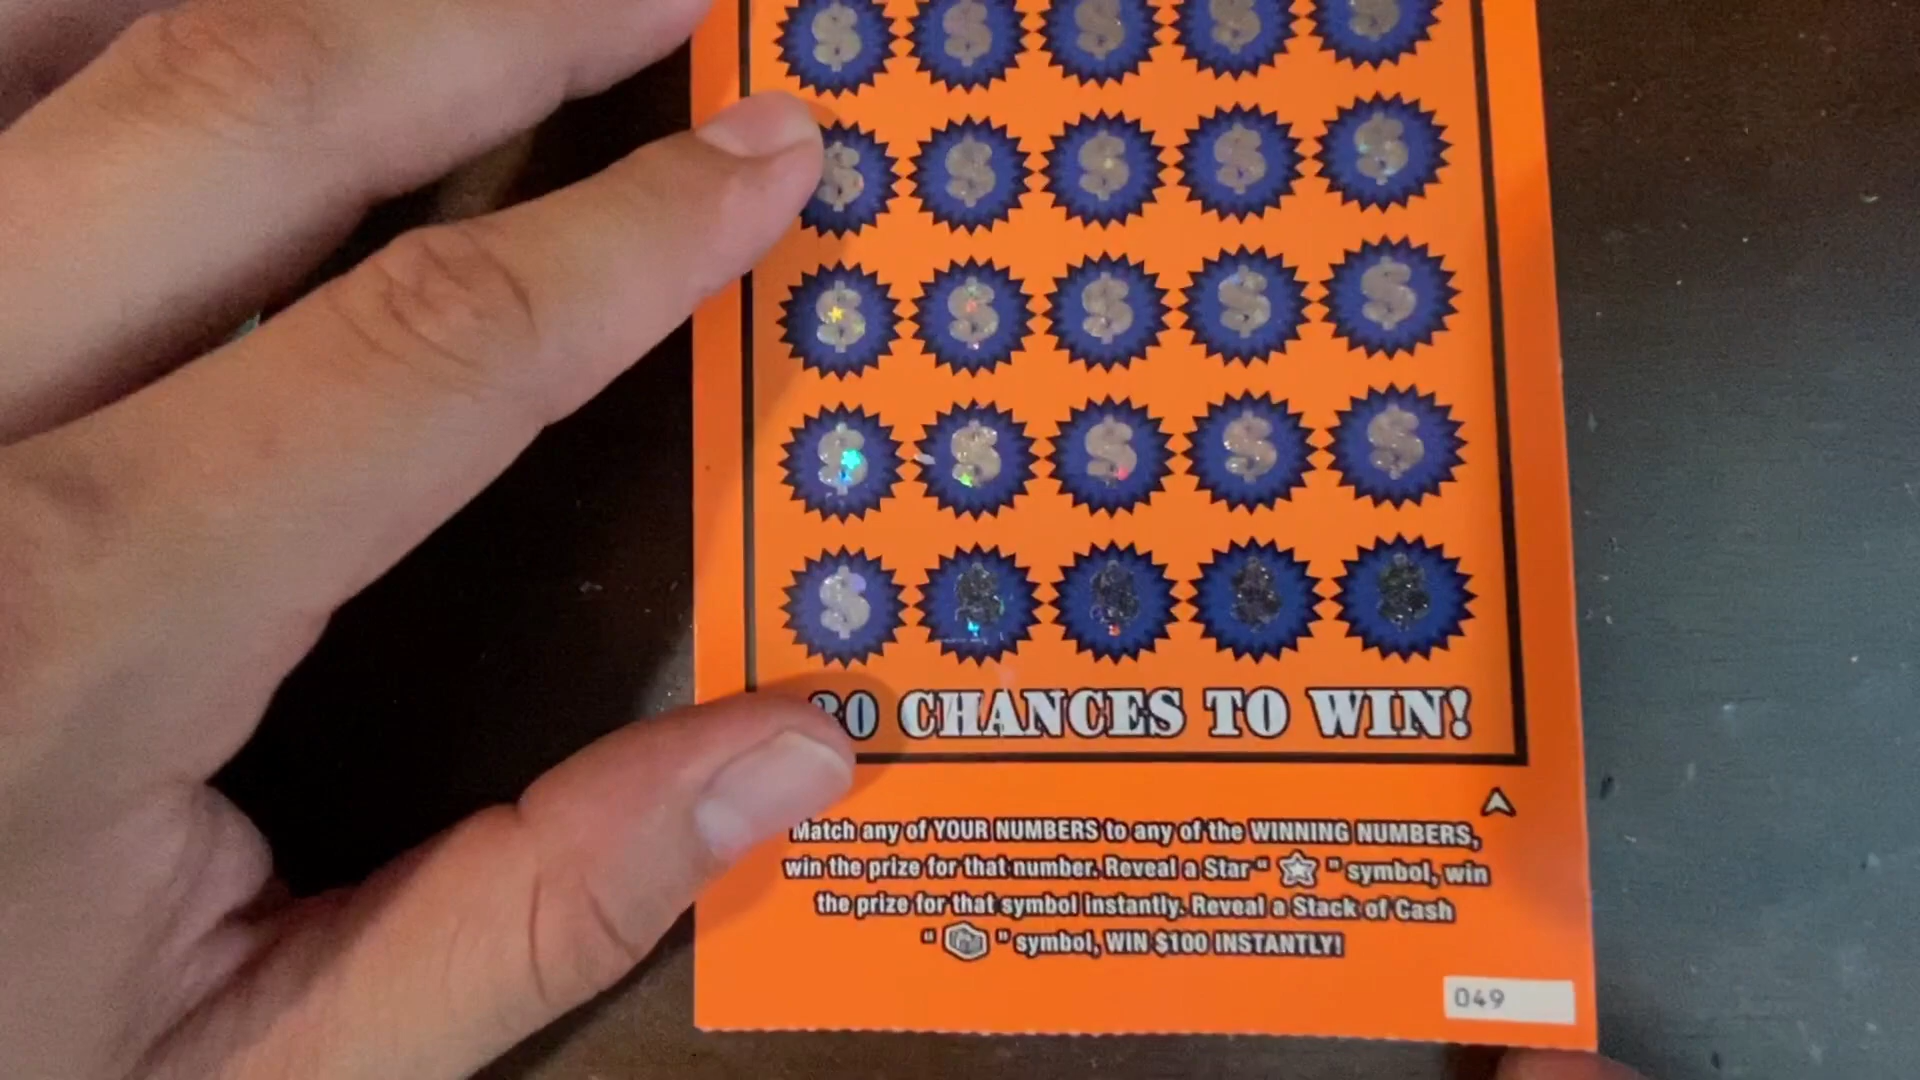 30 CHANCES TO WIN!
Match any of YOUR NUMBERS to any of the WINNING NUMBERS,
win the prize for that number. Reveal a Star " " symbol, win
the prize for that symbol instantly. Reveal a Stack of Cash
" " symbol, WIN $100 INSTANTLY!
049